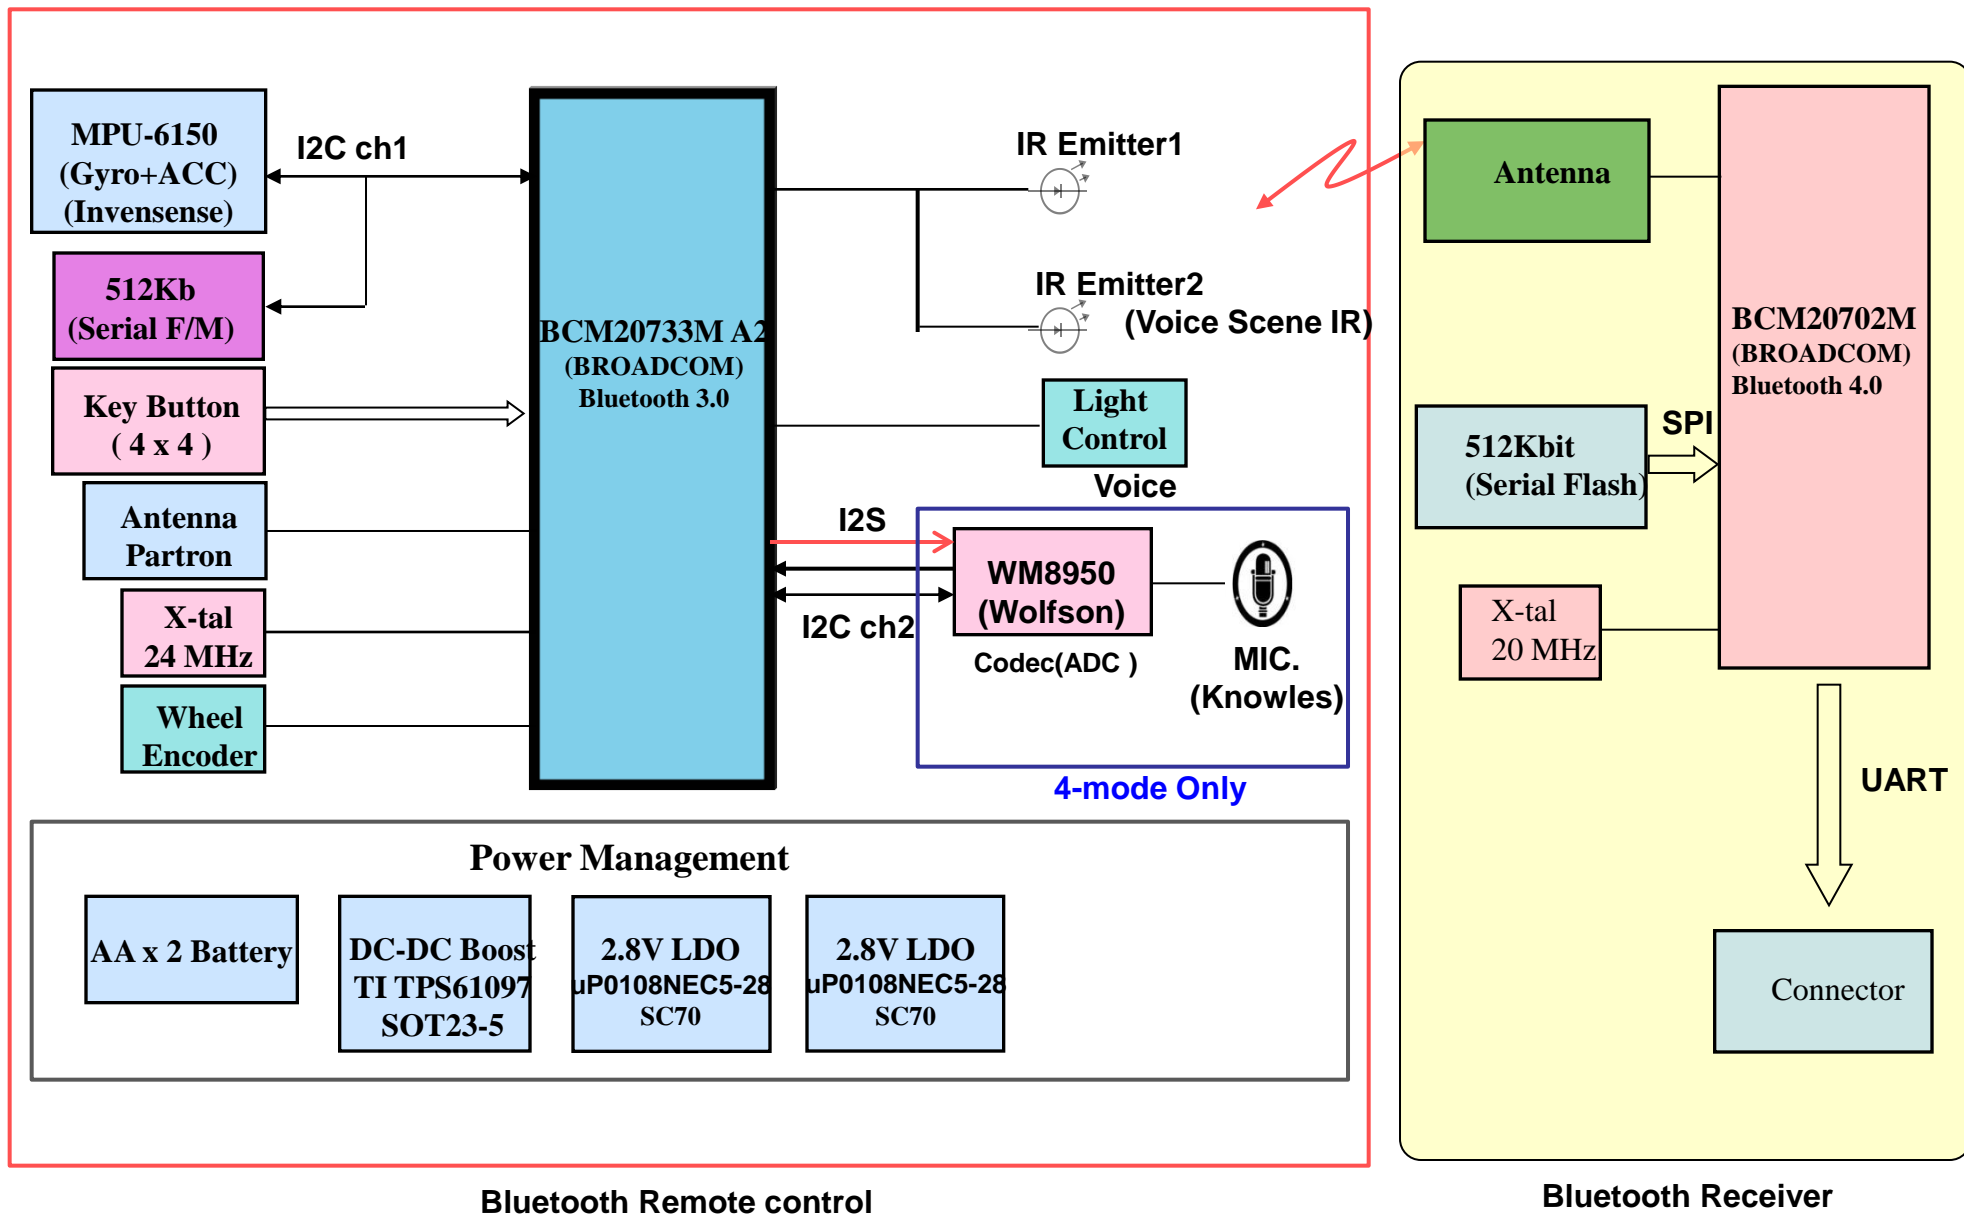 MPU-6150
(Gyro+ACC)
(Invensense)
I2C ch1
512Kb
(Serial F/M)
Key Button
( 4 x 4 )
Antenna
Partron
X-tal
24 MHz
Wheel
Encoder
BCM20733M A2
(BROADCOM)
Bluetooth 3.0
IR Emitter1
IR Emitter2
(Voice Scene IR)
Light
Control
Voice
I2S
I2C ch2
WM8950
(Wolfson)
Codec(ADC )
MIC.
(Knowles)
4-mode Only
Power Management
AA x 2 Battery
DC-DC Boost
TI TPS61097
SOT23-5
2.8V LDO
µP0108NEC5-28
SC70
2.8V LDO
µP0108NEC5-28
SC70
Bluetooth Remote control
Antenna
BCM20702M
(BROADCOM)
Bluetooth 4.0
512Kbit
(Serial Flash)
SPI
X-tal
20 MHz
UART
Connector
Bluetooth Receiver